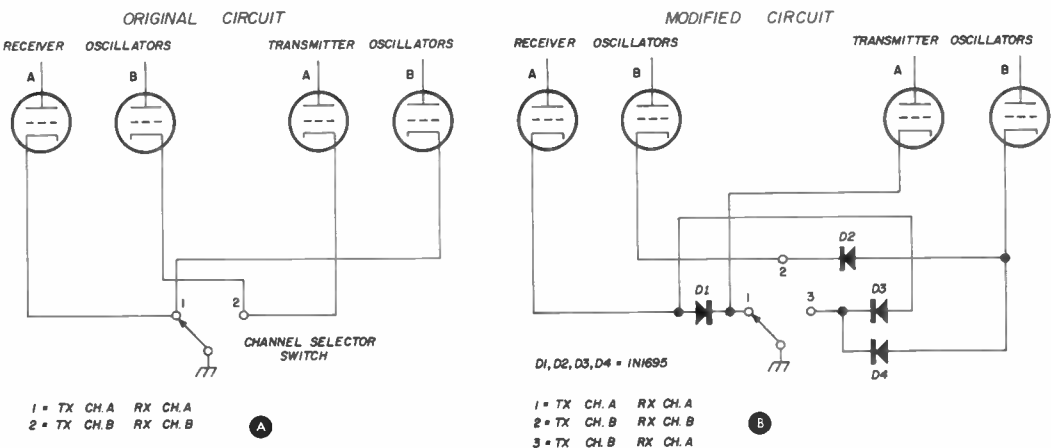 ORIGINAL CIRCUIT
RECEIVER OSCILLATORS
TRANSMITTER OSCILLATORS
A
B
A
B
1
2
CHANNEL SELECTOR
SWITCH
1 = TX CH.A RX CH.A
2 = TX CH.B RX CH.B
A
MODIFIED CIRCUIT
RECEIVER OSCILLATORS
TRANSMITTER OSCILLATORS
A
B
A
B
D2
2
D1
1
3
D3
D4
D1,D2,D3,D4 = 1N1695
1 = TX CH.A RX CH.A
2 = TX CH.B RX CH.B
3 = TX CH.B RX CH.A
B